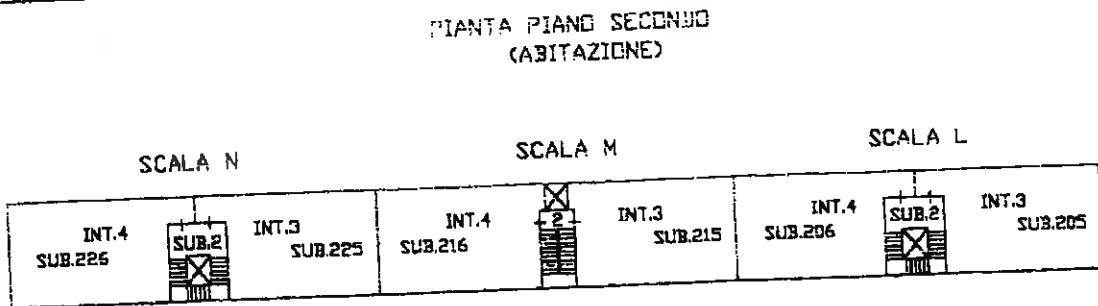 PIANTA PIANO SECONDO
(ABITAZIONE)
SCALA N
SCALA M
SCALA L
INT.4
SUB.226
SUB.2
INT.3
SUB.225
INT.4
SUB.216
2
INT.3
SUB.215
INT.4
SUB.206
SUB.2
INT.3
SUB.205